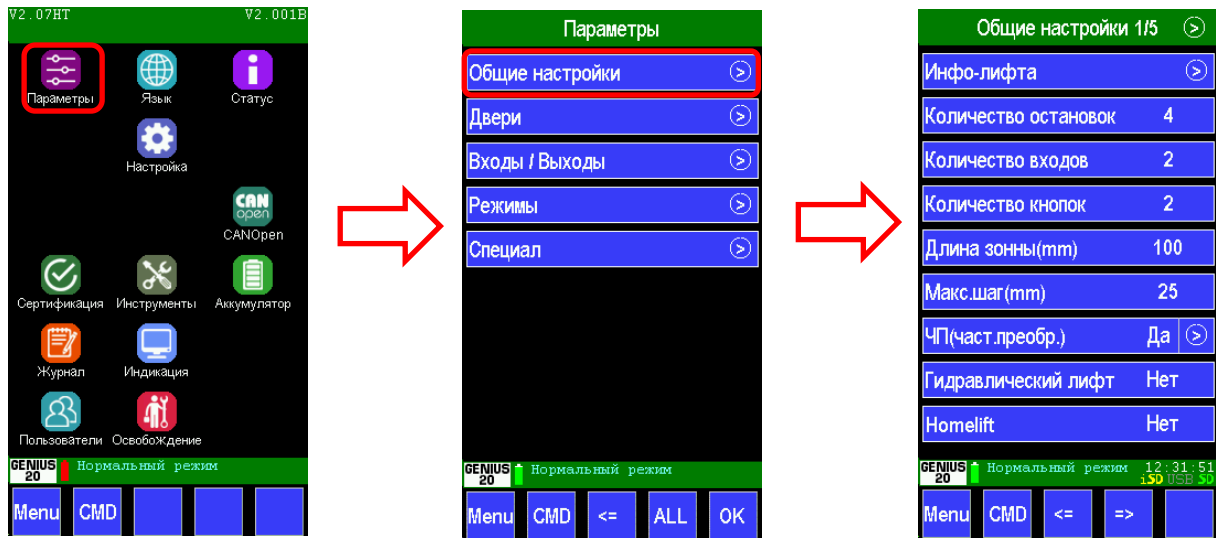 V2.07HT V2.001B
Параметры Язык Статус
Настройка
CAN
open
CANOpen
Сертификация Инструменты Аккумулятор
Журнал Индикация
Пользователи Освобождение
GENIUS
20
Нормальный режим
Menu CMD
Параметры
Общие настройки >
Двери >
Входы / Выходы >
Режимы >
Специал >
GENIUS
20
Нормальный режим
Menu CMD <= ALL OK
Общие настройки 1/5 >
Инфо-лифта >
Количество остановок 4
Количество входов 2
Количество кнопок 2
Длина зонны(mm) 100
Макс.шаг(mm) 25
ЧП(част.преобр.) Да >
Гидравлический лифт Нет
Homelift Нет
GENIUS
20
Нормальный режим 12:31:51
iSD USB SD
Menu CMD <= =>